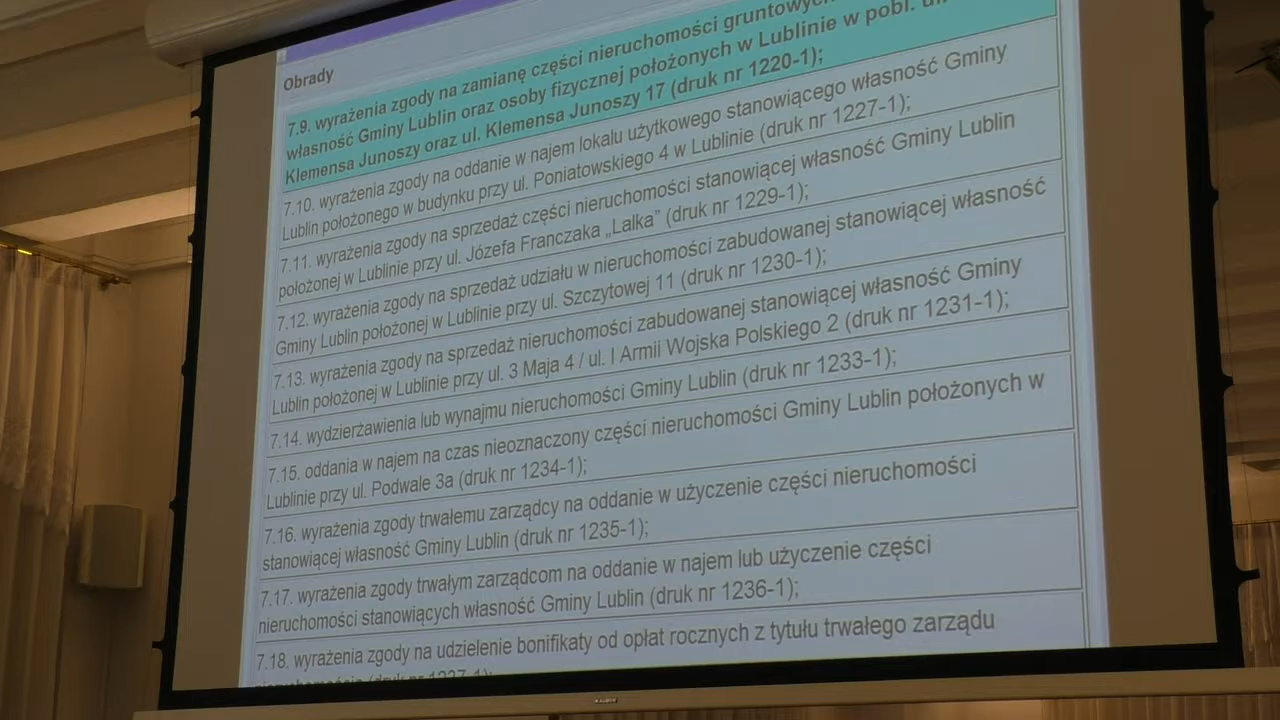 Obrady
7.9. wyrażenia zgody na zamianę części nieruchomości gruntowych
własność Gminy Lublin oraz osoby fizycznej położonych w Lublinie w pobl. ul.
Klemensa Junoszy oraz ul. Klemensa Junoszy 17 (druk nr 1220-1);
7.10. wyrażenia zgody na oddanie w najem lokalu użytkowego stanowiącego własność Gminy
Lublin położonego w budynku przy ul. Poniatowskiego 4 w Lublinie (druk nr 1227-1);
7.11. wyrażenia zgody na sprzedaż części nieruchomości stanowiącej własność Gminy Lublin
położonej w Lublinie przy ul. Józefa Franczaka „Lalka” (druk nr 1229-1);
7.12. wyrażenia zgody na sprzedaż udziału w nieruchomości zabudowanej stanowiącej własność
Gminy Lublin położonej w Lublinie przy ul. Szczytowej 11 (druk nr 1230-1);
7.13. wyrażenia zgody na sprzedaż nieruchomości zabudowanej stanowiącej własność Gminy
Lublin położonej w Lublinie przy ul. 3 Maja 4 / ul. I Armii Wojska Polskiego 2 (druk nr 1231-1);
7.14. wydzierżawienia lub wynajmu nieruchomości Gminy Lublin (druk nr 1233-1);
7.15. oddania w najem na czas nieoznaczony części nieruchomości Gminy Lublin położonych w
Lublinie przy ul. Podwale 3a (druk nr 1234-1);
7.16. wyrażenia zgody trwałemu zarządcy na oddanie w użyczenie części nieruchomości
stanowiącej własność Gminy Lublin (druk nr 1235-1);
7.17. wyrażenia zgody trwałym zarządcom na oddanie w najem lub użyczenie części
nieruchomości stanowiących własność Gminy Lublin (druk nr 1236-1);
7.18. wyrażenia zgody na udzielenie bonifikaty od opłat rocznych z tytułu trwałego zarządu
(druk nr 1237-1);